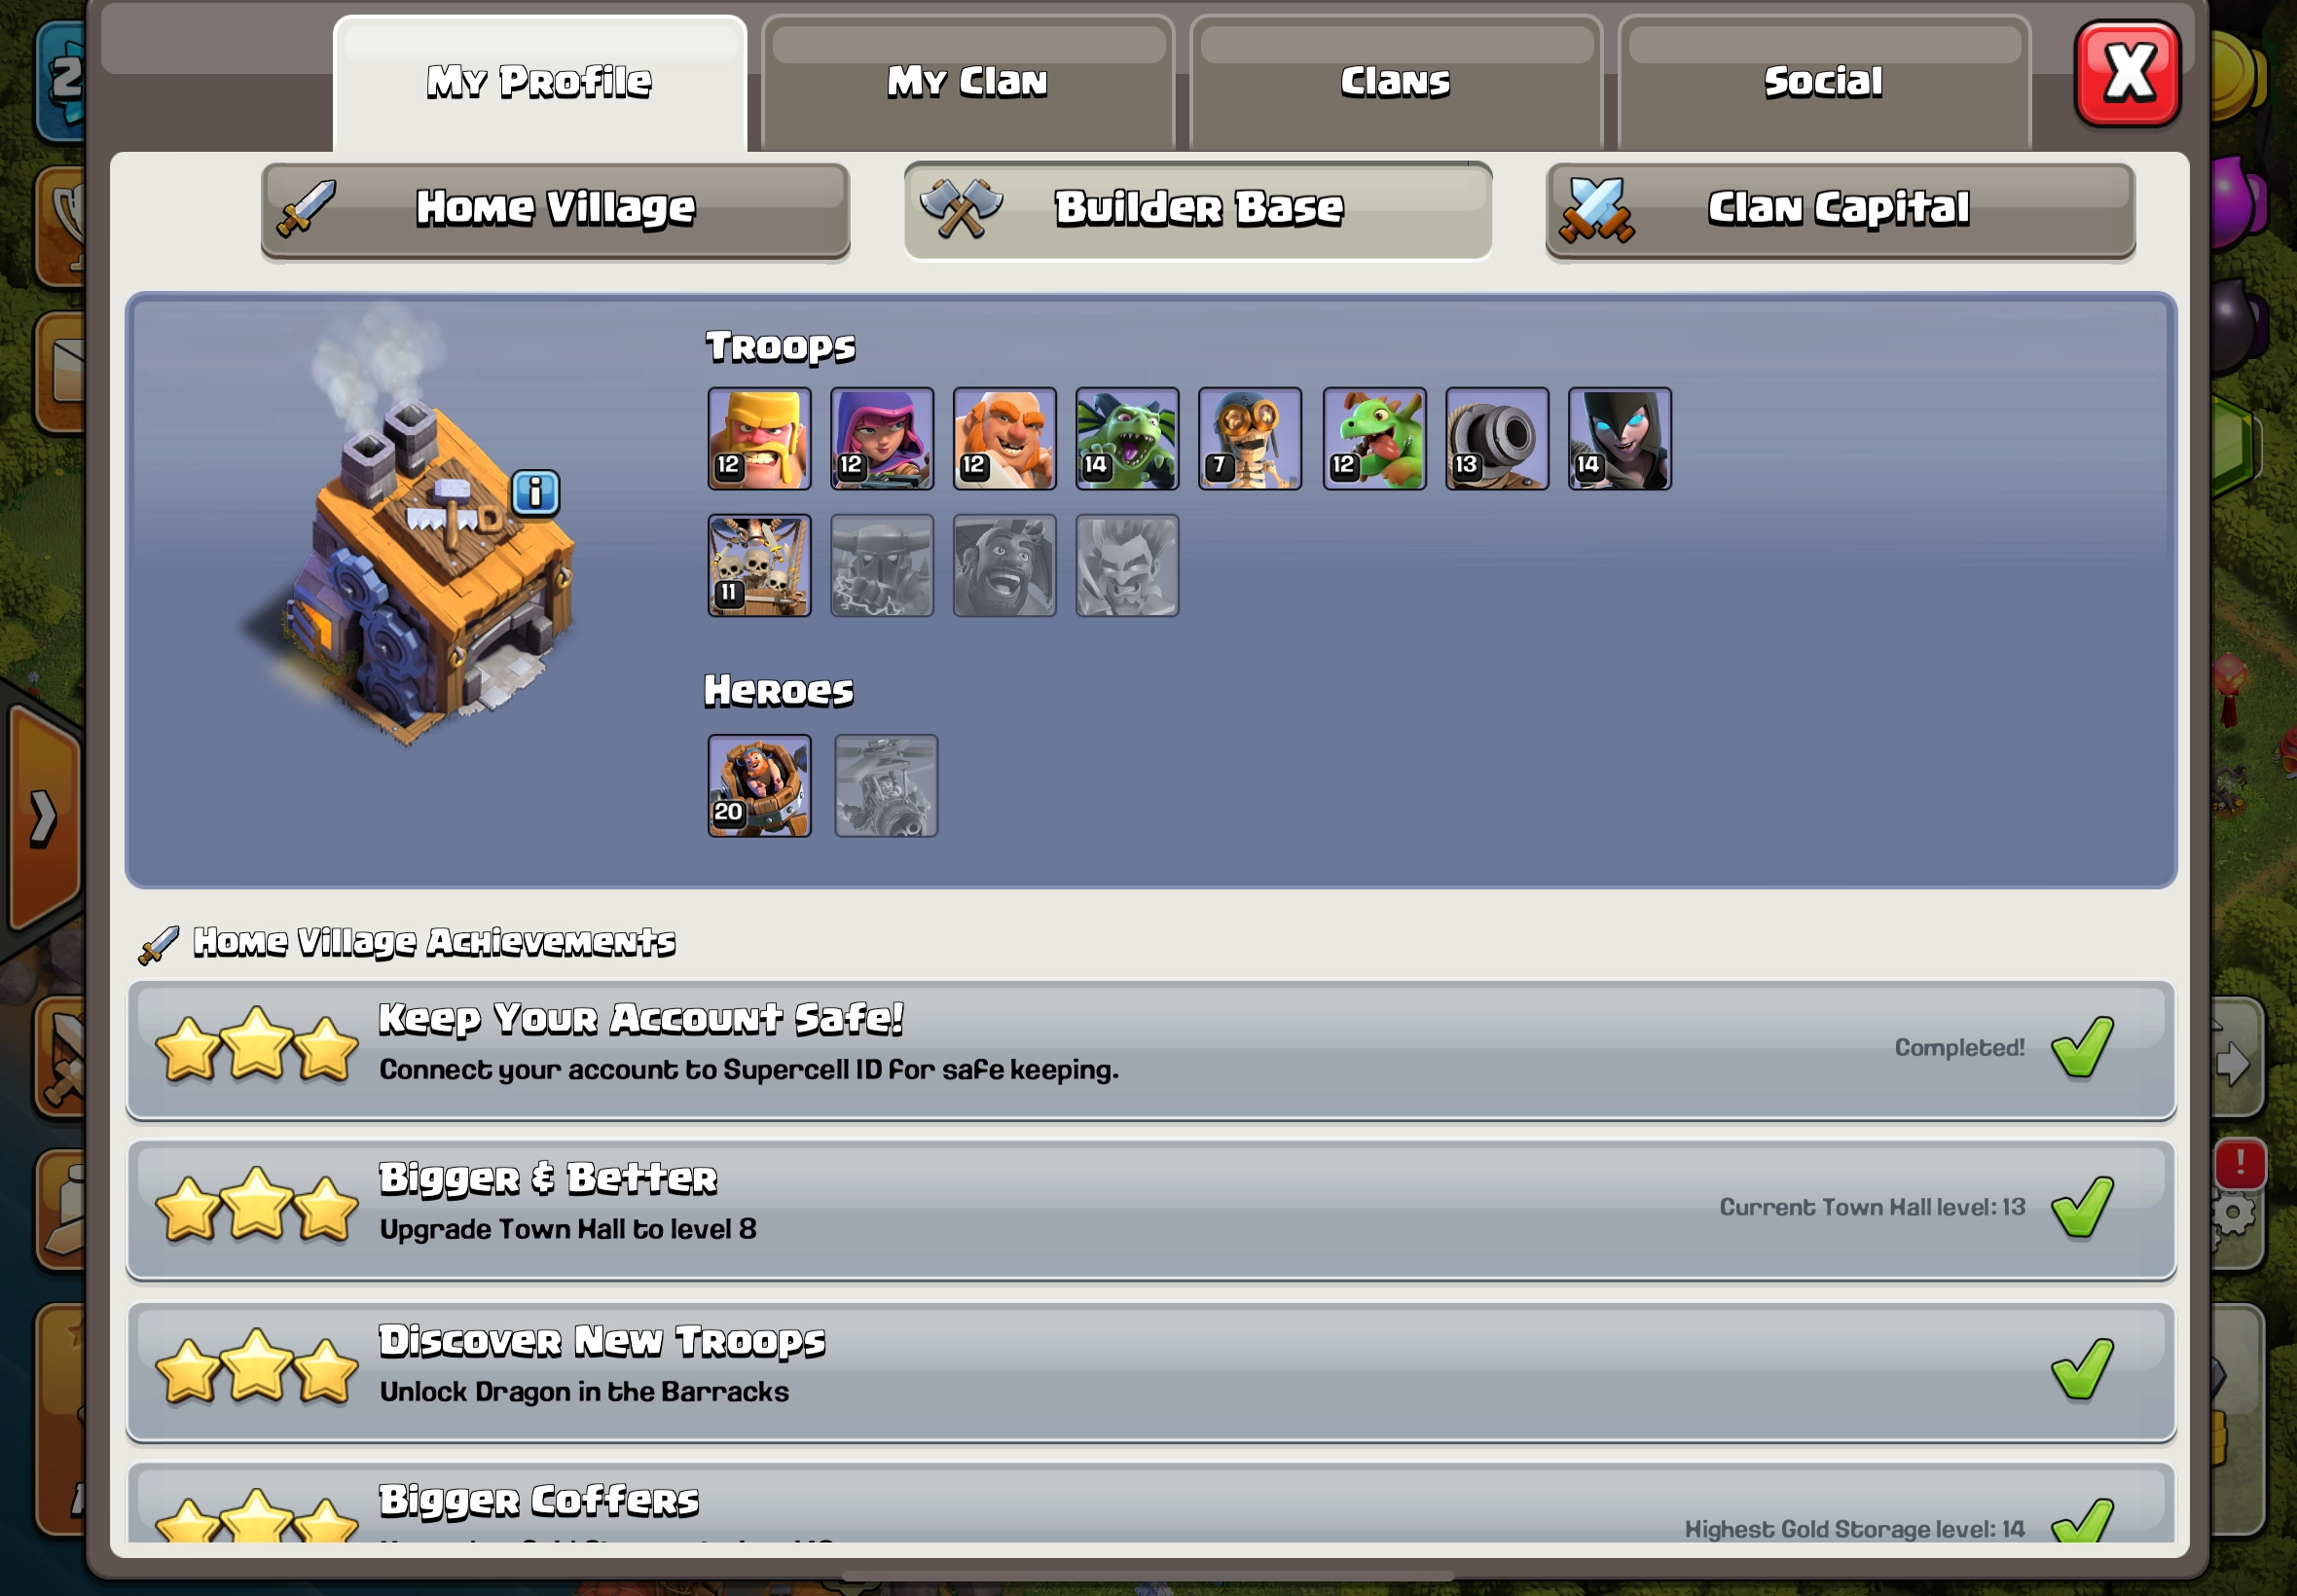 My Profile
My Clan
Clans
Social
X
Home Village
Builder Base
Clan Capital
Troops
12
12
12
14
7
12
13
14
11
i
Heroes
20
Home Village Achievements
Keep Your Account Safe!
Connect your account to Supercell ID for safe keeping.
Completed!
Bigger & Better
Upgrade Town Hall to level 8
Current Town Hall level: 13
!
Discover New Troops
Unlock Dragon in the Barracks
Bigger Coffers
Highest Gold Storage level: 14